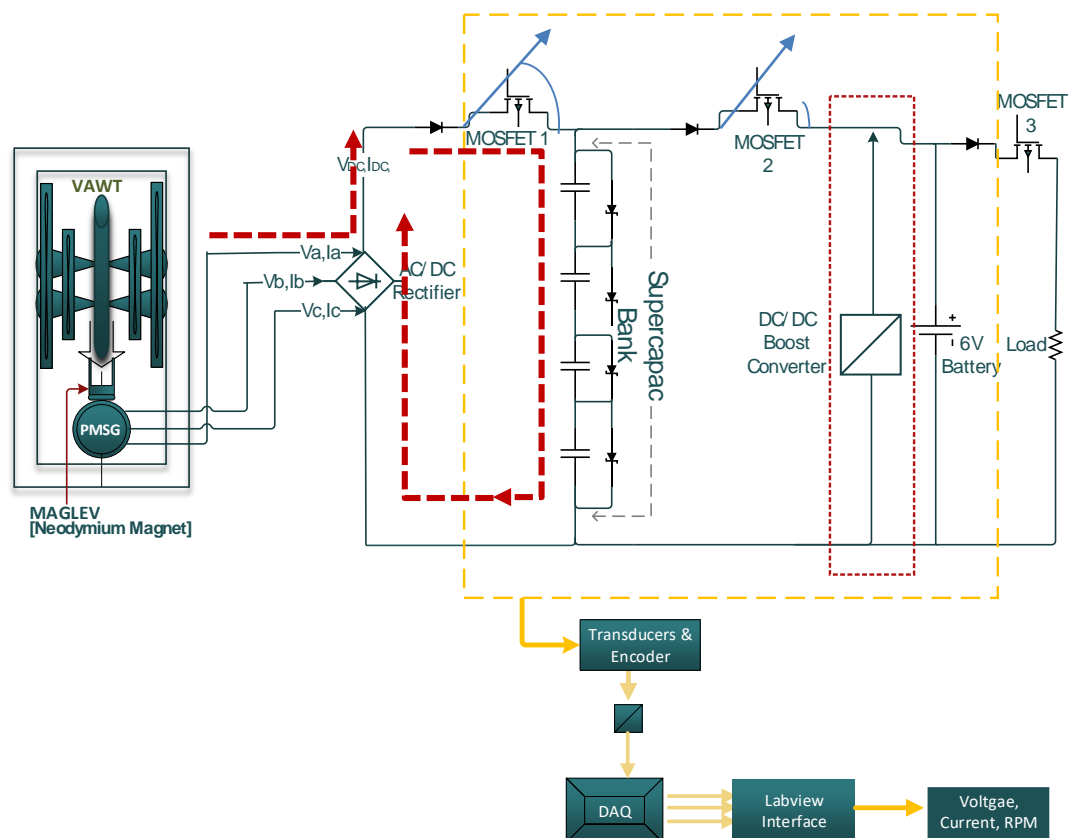 MOSFET 1
MOSFET
2
MOSFET
3
VAWT
VDC,IDC,
Va,Ia
Vb,Ib
Vc,Ic
AC/DC
Rectifier
Supercapac
Bank
DC/DC
Boost
Converter
+
-
6V
Battery
Load
PMSG
MAGLEV
[Neodymium Magnet]
Transducers &
Encoder
DAQ
Labview
Interface
Voltgae,
Current, RPM